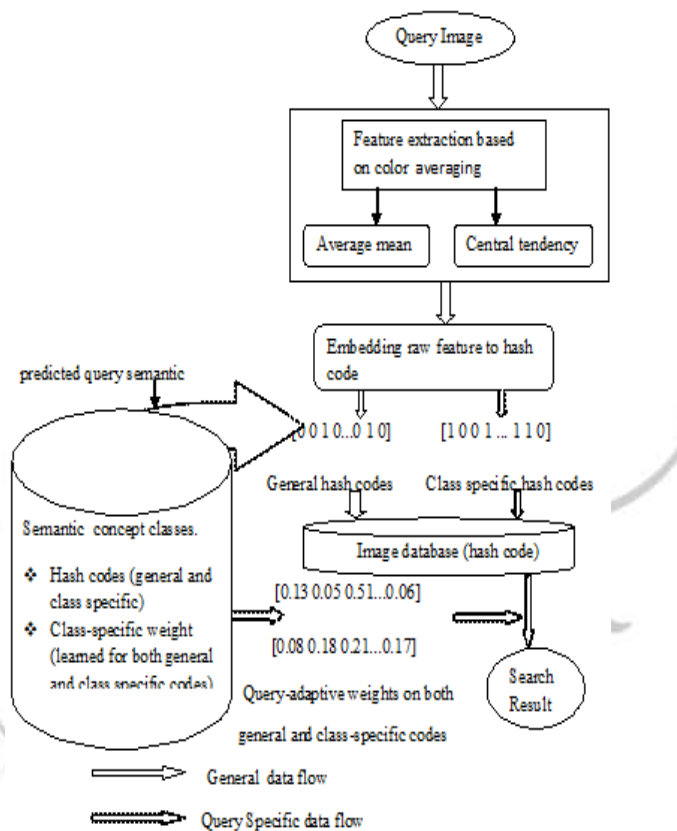 Query Image
Feature extraction based
on color averaging
Average mean
Central tendency
Embedding raw feature to hash
code
predicted query semantic
[0 0 1 0...0 1 0]
[1 0 0 1 ... 1 1 0]
General hash codes
Class specific hash codes
Image database (hash code)
Semantic concept classes.
❖ Hash codes (general and
class specific)
❖ Class-specific weight
(learned for both general
and class specific codes)
[0.13 0.05 0.51...0.06]
[0.08 0.18 0.21...0.17]
Query-adaptive weights on both
general and class-specific codes
Search
Result
General data flow
Query Specific data flow